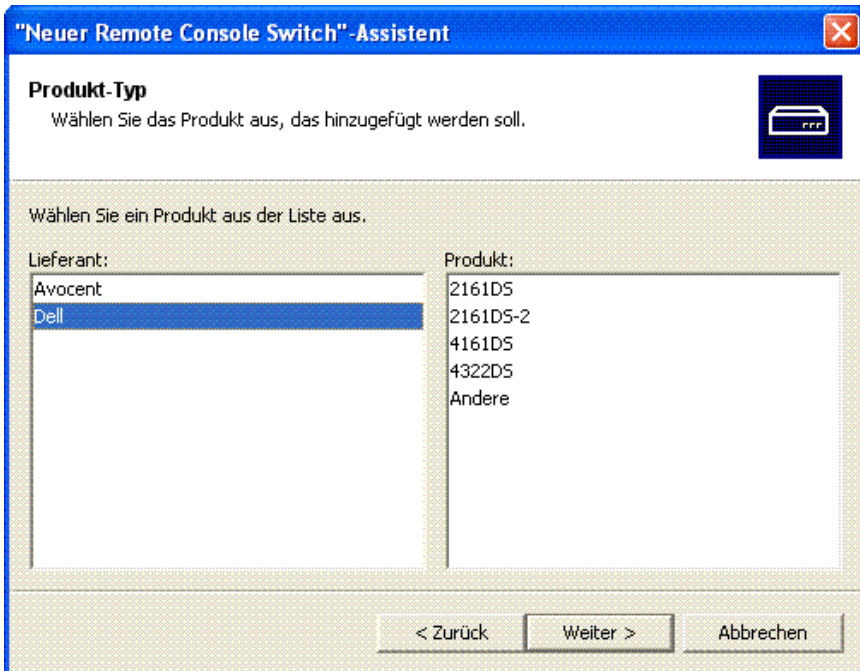 "Neuer Remote Console Switch"-Assistent
Produkt-Typ
Wählen Sie das Produkt aus, das hinzugefügt werden soll.
Wählen Sie ein Produkt aus der Liste aus.
Lieferant:
Avocent
Dell
Produkt:
2161DS
2161DS-2
4161DS
4322DS
Andere
< Zurück
Weiter >
Abbrechen